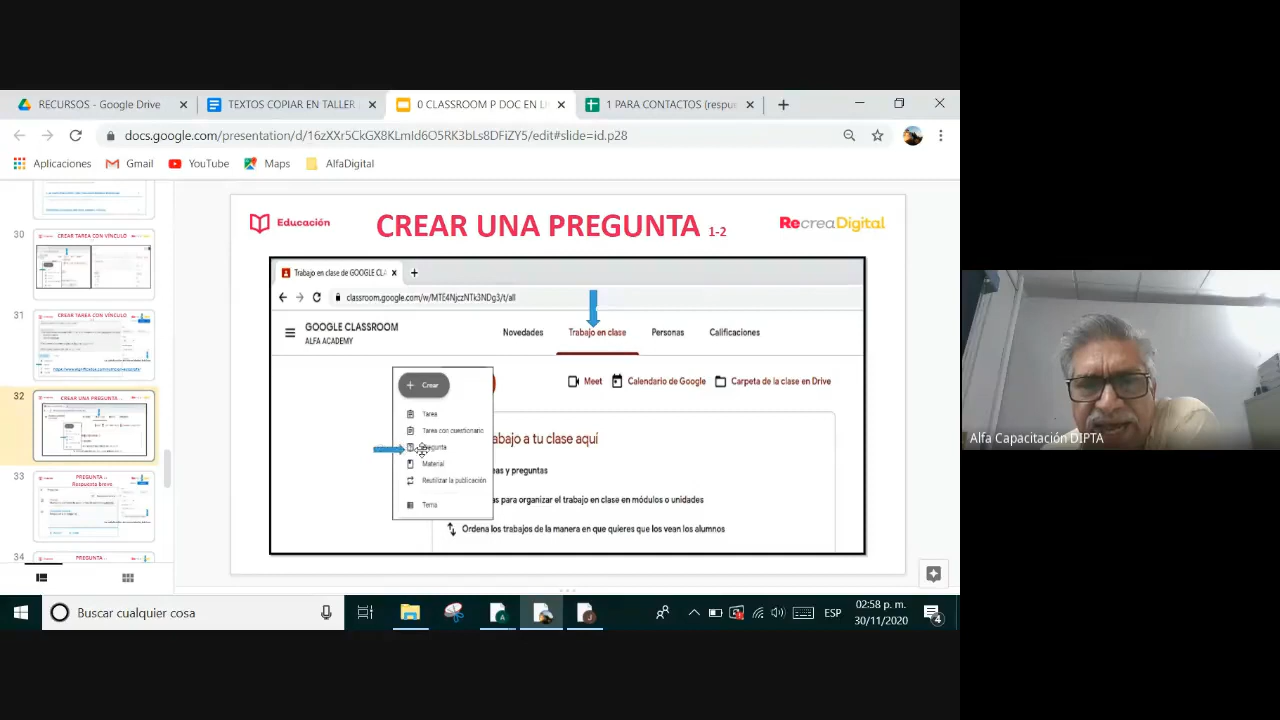 RECURSOS - Google Drive
TEXTOS COPIAR EN TALLER
0 CLASSROOM P DOC EN LI
1 PARA CONTACTOS (respu
docs.google.com/presentation/d/16zXXr5CkGX8KLmId6O5RK3bLs8DFiZY5/edit#slide=id.p28
Aplicaciones
Gmail
YouTube
Maps
AlfaDigital
30
CREAR TAREA CON VÍNCULO
31
CREAR TAREA CON VÍNCULO
32
CREAR UNA PREGUNTA
33
PREGUNTA ..
Respuesta breve
34
PREGUNTA ..
Educación
CREAR UNA PREGUNTA 1-2
RecreaDigital
Trabajo en clase de GOOGLE CLA
classroom.google.com/w/MTE4NjczNTk3NDg3/t/all
GOOGLE CLASSROOM
ALFA ACADEMY
Novedades
Trabajo en clase
Personas
Calificaciones
Crear
Meet
Calendario de Google
Carpeta de la clase en Drive
Tarea
Tarea con cuestionario
Pregunta
Material
Reutilizar la publicación
Tema
abajo a tu clase aquí
eas y preguntas
as para organizar el trabajo en clase en módulos o unidades
Ordena los trabajos de la manera en que quieres que los vean los alumnos
Alfa Capacitación DIPTA
Buscar cualquier cosa
ESP
02:58 p. m.
30/11/2020
4